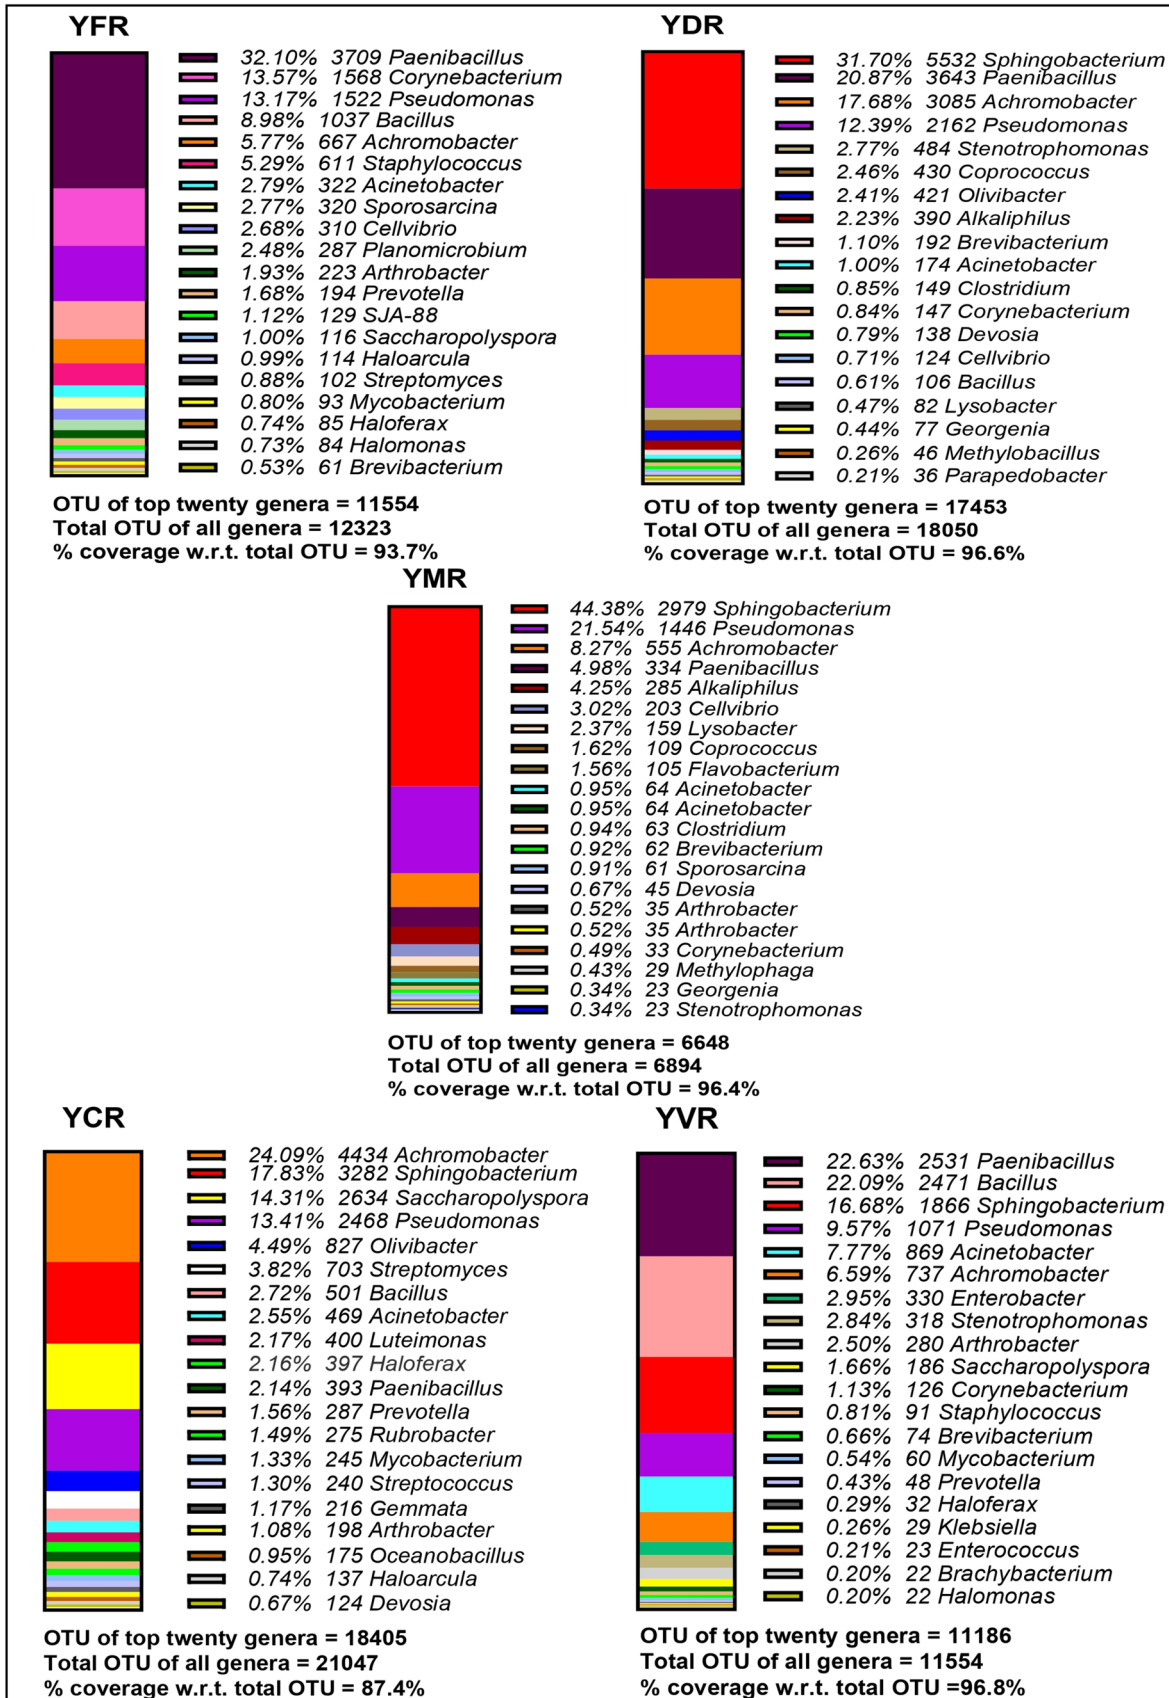 YFR
32.10% 3709 Paenibacillus
13.57% 1568 Corynebacterium
13.17% 1522 Pseudomonas
8.98% 1037 Bacillus
5.77% 667 Achromobacter
5.29% 611 Staphylococcus
2.79% 322 Acinetobacter
2.77% 320 Sporosarcina
2.68% 310 Cellvibrio
2.48% 287 Planomicrobium
1.93% 223 Arthrobacter
1.68% 194 Prevotella
1.12% 129 SJA-88
1.00% 116 Saccharopolyspora
0.99% 114 Haloarcula
0.88% 102 Streptomyces
0.80% 93 Mycobacterium
0.74% 85 Haloferax
0.73% 84 Halomonas
0.53% 61 Brevibacterium
OTU of top twenty genera = 11554
Total OTU of all genera = 12323
% coverage w.r.t. total OTU = 93.7%
YDR
31.70% 5532 Sphingobacterium
20.87% 3643 Paenibacillus
17.68% 3085 Achromobacter
12.39% 2162 Pseudomonas
2.77% 484 Stenotrophomonas
2.46% 430 Coprococcus
2.41% 421 Olivibacter
2.23% 390 Alkaliphilus
1.10% 192 Brevibacterium
1.00% 174 Acinetobacter
0.85% 149 Clostridium
0.84% 147 Corynebacterium
0.79% 138 Devosia
0.71% 124 Cellvibrio
0.61% 106 Bacillus
0.47% 82 Lysobacter
0.44% 77 Georgenia
0.26% 46 Methylobacillus
0.21% 36 Parapedobacter
OTU of top twenty genera = 17453
Total OTU of all genera = 18050
% coverage w.r.t. total OTU = 96.6%
YMR
44.38% 2979 Sphingobacterium
21.54% 1446 Pseudomonas
8.27% 555 Achromobacter
4.98% 334 Paenibacillus
4.25% 285 Alkaliphilus
3.02% 203 Cellvibrio
2.37% 159 Lysobacter
1.62% 109 Coprococcus
1.56% 105 Flavobacterium
0.95% 64 Acinetobacter
0.95% 64 Acinetobacter
0.94% 63 Clostridium
0.92% 62 Brevibacterium
0.91% 61 Sporosarcina
0.67% 45 Devosia
0.52% 35 Arthrobacter
0.52% 35 Arthrobacter
0.49% 33 Corynebacterium
0.43% 29 Methylophaga
0.34% 23 Georgenia
0.34% 23 Stenotrophomonas
OTU of top twenty genera = 6648
Total OTU of all genera = 6894
% coverage w.r.t. total OTU = 96.4%
YCR
24.09% 4434 Achromobacter
17.83% 3282 Sphingobacterium
14.31% 2634 Saccharopolyspora
13.41% 2468 Pseudomonas
4.49% 827 Olivibacter
3.82% 703 Streptomyces
2.72% 501 Bacillus
2.55% 469 Acinetobacter
2.17% 400 Luteimonas
2.16% 397 Haloferax
2.14% 393 Paenibacillus
1.56% 287 Prevotella
1.49% 275 Rubrobacter
1.33% 245 Mycobacterium
1.30% 240 Streptococcus
1.17% 216 Gemmata
1.08% 198 Arthrobacter
0.95% 175 Oceanobacillus
0.74% 137 Haloarcula
0.67% 124 Devosia
OTU of top twenty genera = 18405
Total OTU of all genera = 21047
% coverage w.r.t. total OTU = 87.4%
YVR
22.63% 2531 Paenibacillus
22.09% 2471 Bacillus
16.68% 1866 Sphingobacterium
9.57% 1071 Pseudomonas
7.77% 869 Acinetobacter
6.59% 737 Achromobacter
2.95% 330 Enterobacter
2.84% 318 Stenotrophomonas
2.50% 280 Arthrobacter
1.66% 186 Saccharopolyspora
1.13% 126 Corynebacterium
0.81% 91 Staphylococcus
0.66% 74 Brevibacterium
0.54% 60 Mycobacterium
0.43% 48 Prevotella
0.29% 32 Haloferax
0.26% 29 Klebsiella
0.21% 23 Enterococcus
0.20% 22 Brachybacterium
0.20% 22 Halomonas
OTU of top twenty genera = 11186
Total OTU of all genera = 11554
% coverage w.r.t. total OTU =96.8%